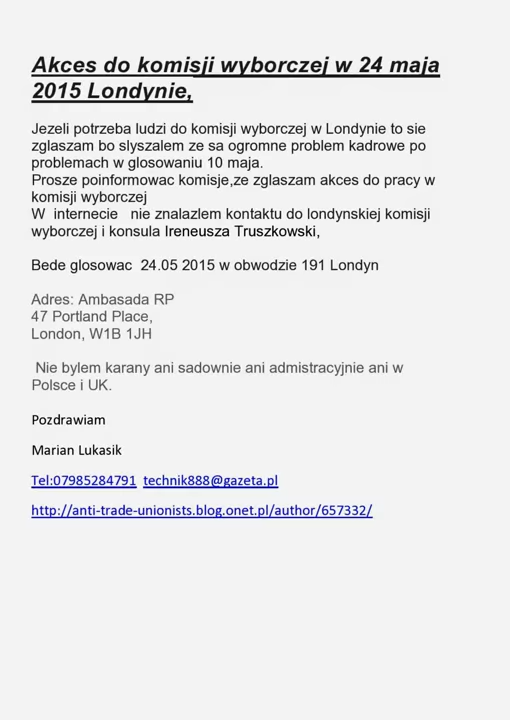 Akces do komisji wyborczej w 24 maja
2015 Londynie,
Jezeli potrzeba ludzi do komisji wyborczej w Londynie to sie
zglaszam bo slyszalem ze sa ogromne problem kadrowe po
problemach w glosowaniu 10 maja.
Prosze poinformowac komisje,ze zglaszam akces do pracy w
komisji wyborczej
W internecie nie znalazlem kontaktu do londynskiej komisji
wyborczej i konsula Ireneusza Truszkowski,
Bede glosowac 24.05 2015 w obwodzie 191 Londyn
Adres: Ambasada RP
47 Portland Place,
London, W1B 1JH
Nie bylem karany ani sadownie ani admistracyjnie ani w
Polsce i UK.
Pozdrawiam
Marian Lukasik
Tel:07985284791 technik888@gazeta.pl
http://anti-trade-unionists.blog.onet.pl/author/657332/